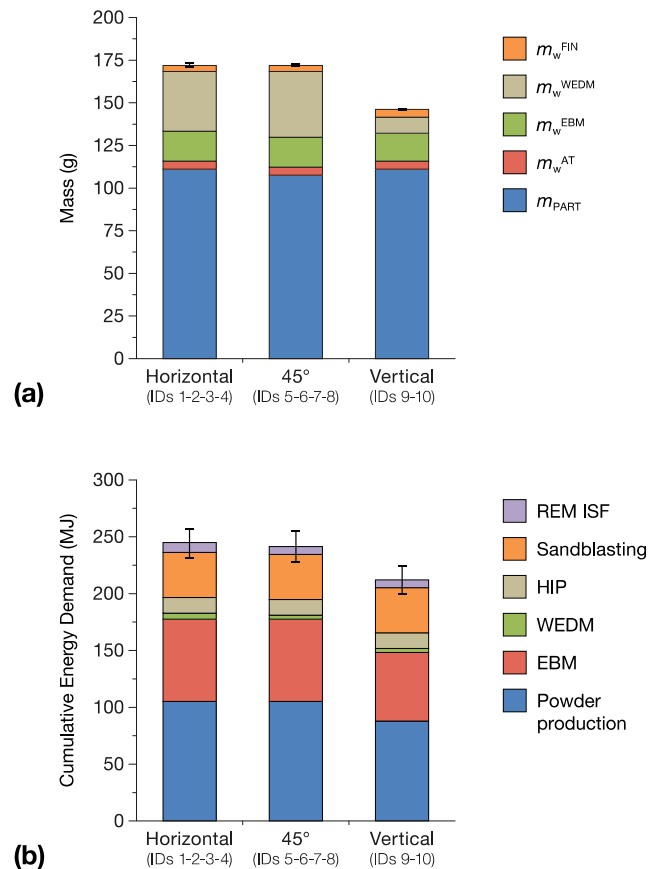 200
175
150
125
100
75
50
25
0
Mass (g)
Horizontal
(IDs 1-2-3-4)
45°
(IDs 5-6-7-8)
Vertical
(IDs 9-10)
m_w^FIN
m_w^WEDM
m_w^EBM
m_w^AT
m_PART
(a)
300
250
200
150
100
50
0
Cumulative Energy Demand (MJ)
Horizontal
(IDs 1-2-3-4)
45°
(IDs 5-6-7-8)
Vertical
(IDs 9-10)
REM ISF
Sandblasting
HIP
WEDM
EBM
Powder
production
(b)